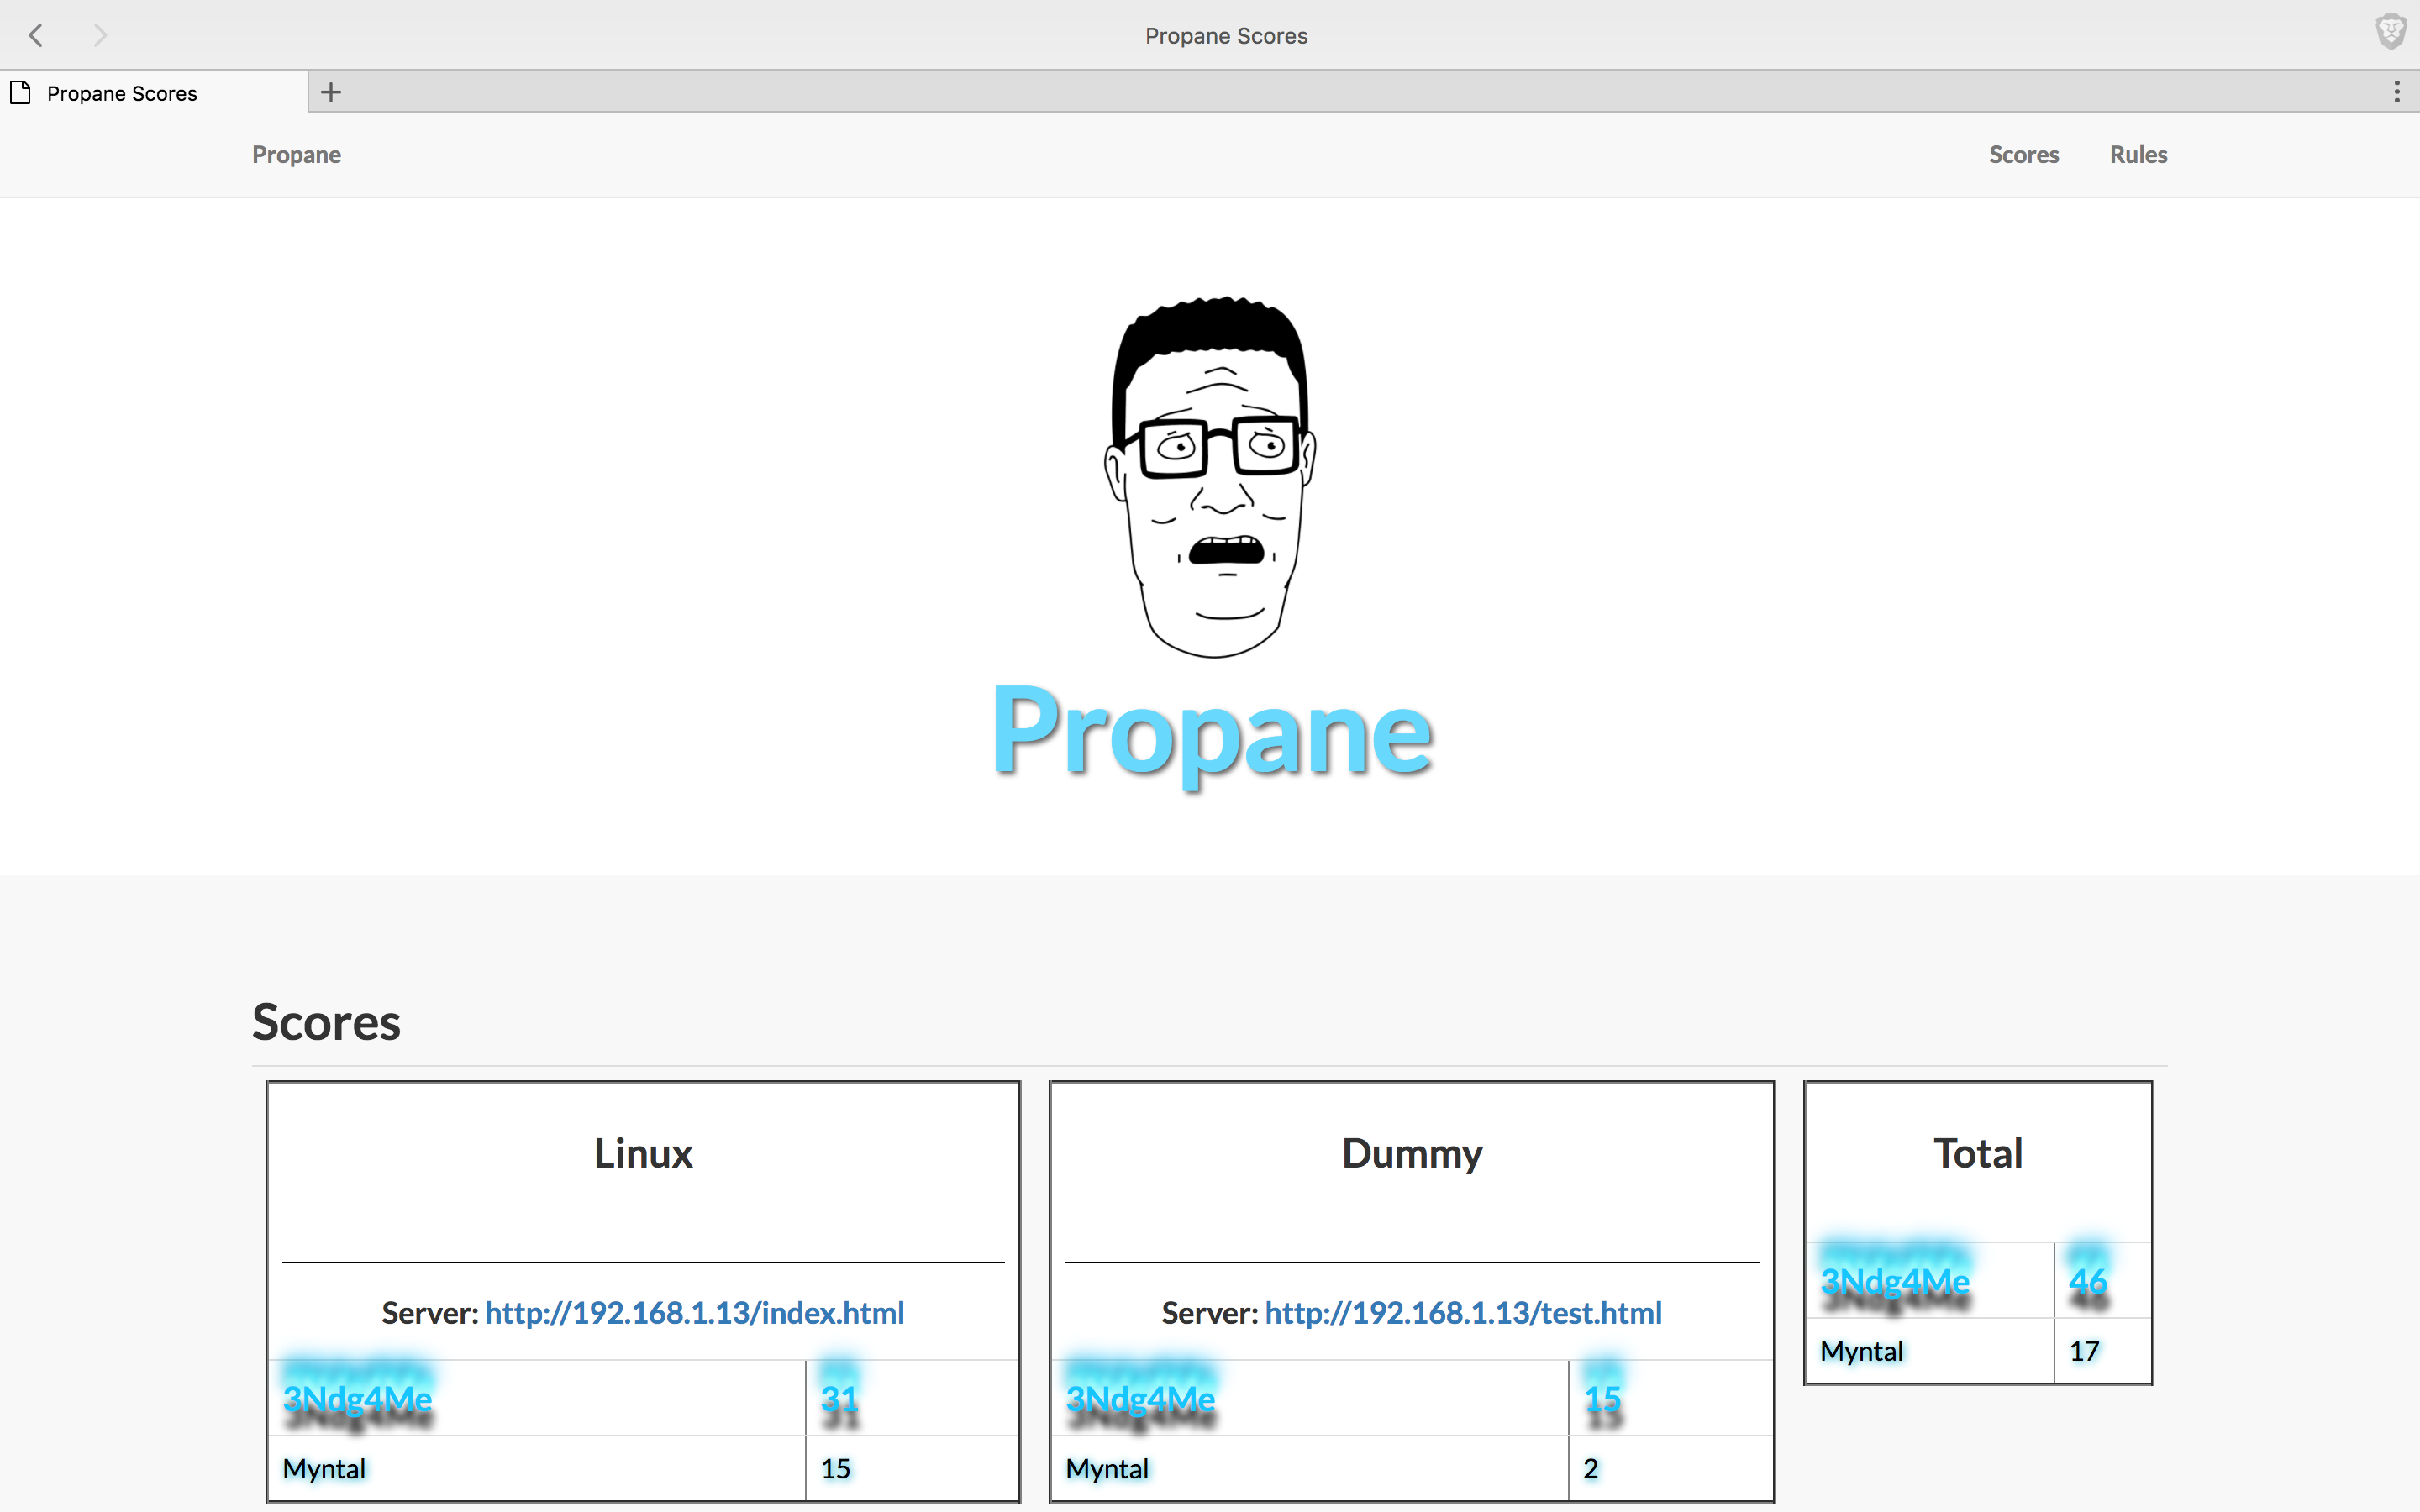 Propane Scores
Propane Scores
Propane
Scores
Rules
Propane
Scores
Linux
Server: http://192.168.1.13/index.html
3Ndg4Me 31
Myntal 15
Dummy
Server: http://192.168.1.13/test.html
3Ndg4Me 15
Myntal 2
Total
3Ndg4Me 46
Myntal 17